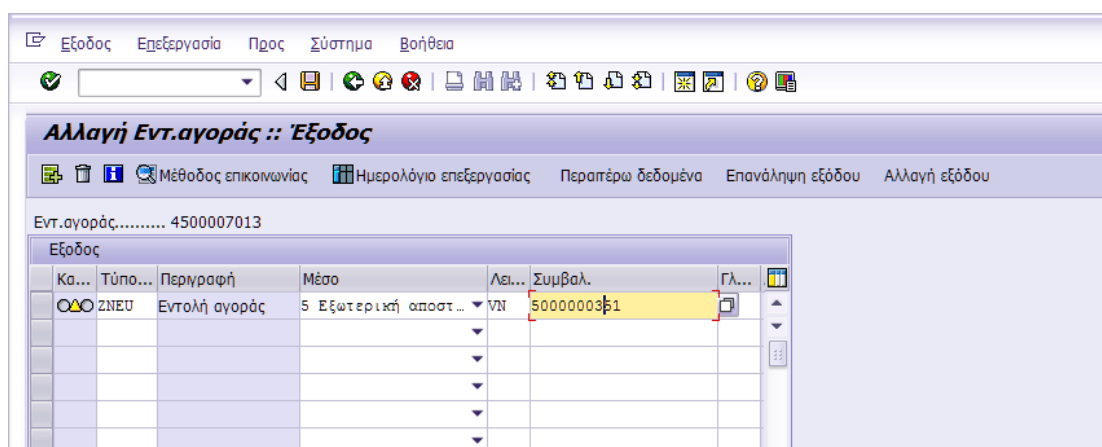 Εξοδος Επεξεργασία Προς Σύστημα Βοήθεια
Αλλαγή Εντ.αγοράς :: Έξοδος
Μέθοδος επικοινωνίας Ημερολόγιο επεξεργασίας Περαιτέρω δεδομένα Επανάληψη εξόδου Αλλαγή εξόδου
Εντ.αγοράς.......... 4500007013
Εξοδος
Κα... Τύπο... Περιγραφή Μέσο Λει... Συμβαλ. Γλ...
ZNEU Εντολή αγοράς 5 Εξωτερική αποστ… VN 5000000351